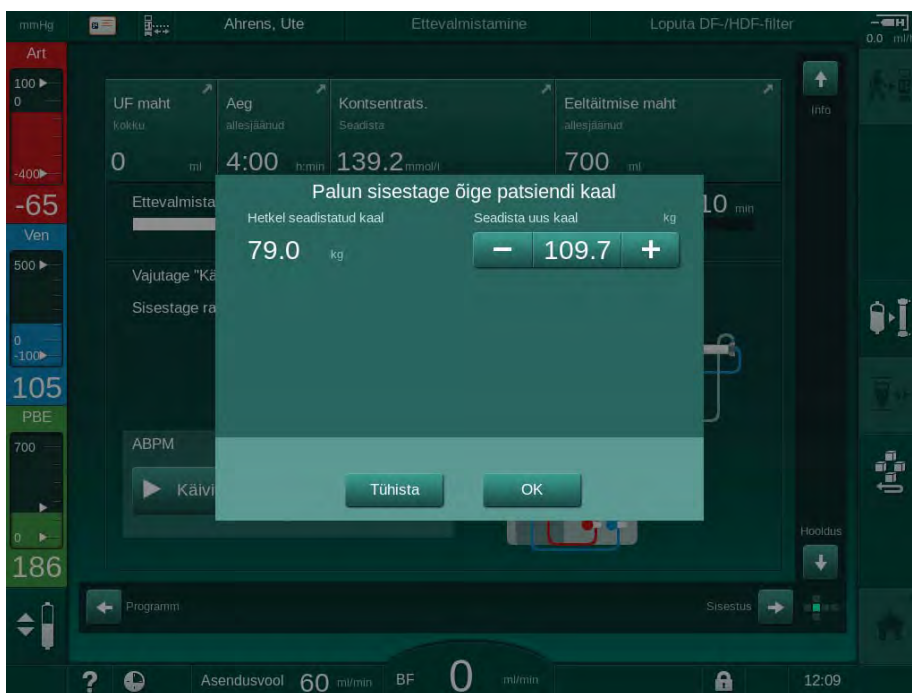 mmHg Ahrens, Ute Ettevalmistamine Loputa DF-/HDF-filter
H
0.0 ml/h
Art
100
0
-400
-65
Ven
500
0
-100
105
PBE
700
0
186
UF maht
kokku
0 ml
Aeg
allesjäänud
4:00 h:min
Kontsentrats.
Seadista
139.2 mmol/l
Eeltäitmise maht
allesjäänud
700 ml
Info
Ettevalmista
10 min
Vajutage "Kä
Sisestage ra
Palun sisestage õige patsiendi kaal
Hetkel seadistatud kaal Seadista uus kaal kg
79.0 kg − 109.7 +
Tühista OK
ABPM
Käivi
Hooldus
Programm Sisestus
? Asendusvool 60 ml/min BF 0 ml/min 12:09